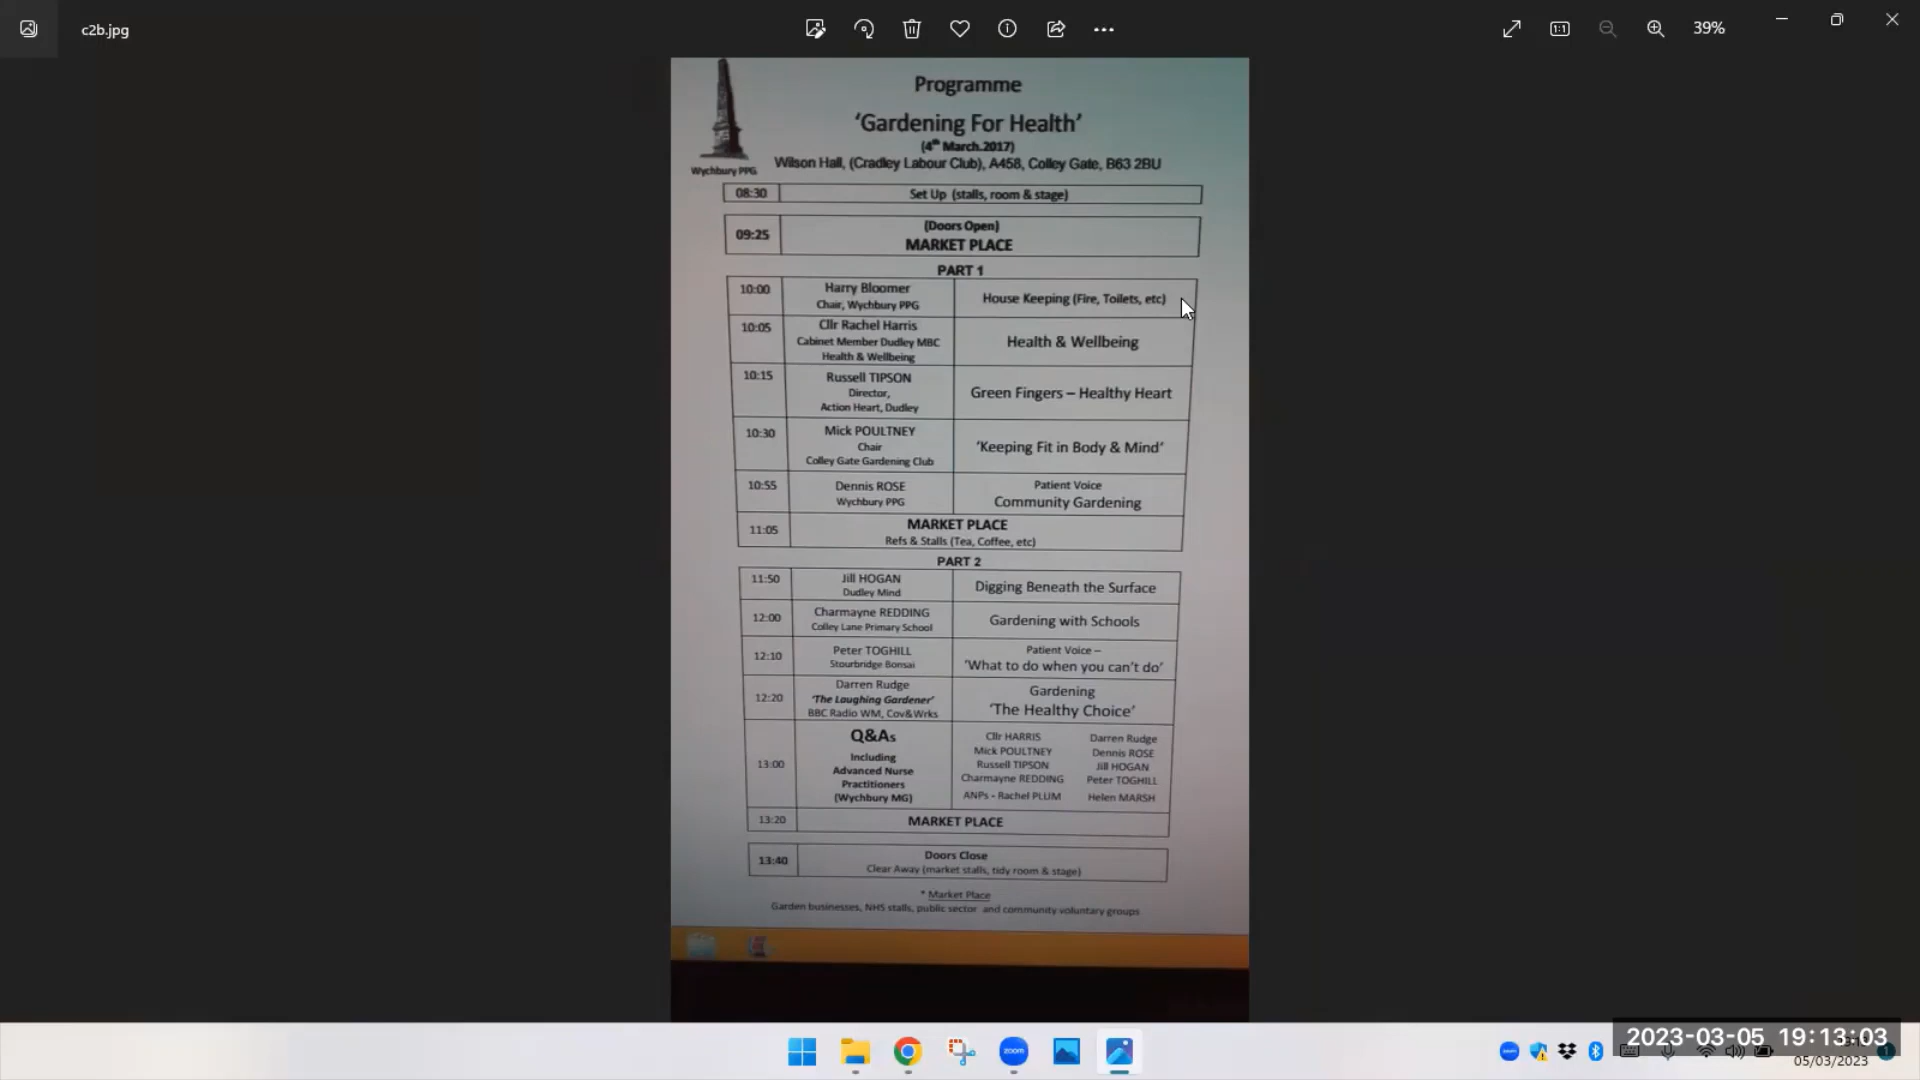 c2b.jpg
39%
Programme
'Gardening For Health'
(4th March.2017)
Wilson Hall, (Cradley Labour Club), A458, Colley Gate, B63 2BU
Wychbury PPG
08:30 Set Up (stalls, room & stage)
09:25 (Doors Open)
MARKET PLACE
PART 1
10:00 Harry Bloomer
Chair, Wychbury PPG
House Keeping (Fire, Toilets, etc)
10:05 Cllr Rachel Harris
Cabinet Member Dudley MBC
Health & Wellbeing
Health & Wellbeing
10:15 Russell TIPSON
Director,
Action Heart, Dudley
Green Fingers – Healthy Heart
10:30 Mick POULTNEY
Chair
Colley Gate Gardening Club
'Keeping Fit in Body & Mind'
10:55 Dennis ROSE
Wychbury PPG
Patient Voice
Community Gardening
11:05 MARKET PLACE
Refs & Stalls (Tea, Coffee, etc)
PART 2
11:50 Jill HOGAN
Dudley Mind
Digging Beneath the Surface
12:00 Charmayne REDDING
Colley Lane Primary School
Gardening with Schools
12:10 Peter TOGHILL
Stourbridge Bonsai
Patient Voice –
'What to do when you can't do'
12:20 Darren Rudge
'The Laughing Gardener'
BBC Radio WM, Cov&Wrks
Gardening
'The Healthy Choice'
13:00 Q&As
Including
Advanced Nurse
Practitioners
(Wychbury MG)
Cllr HARRIS Darren Rudge
Mick POULTNEY Dennis ROSE
Russell TIPSON Jill HOGAN
Charmayne REDDING Peter TOGHILL
ANPs - Rachel PLUM Helen MARSH
13:20 MARKET PLACE
13:40 Doors Close
Clear Away (market stalls, tidy room & stage)
* Market Place
Garden businesses, NHS stalls, public sector and community voluntary groups
zoom
2023-03-05 19:13:03
05/03/2023